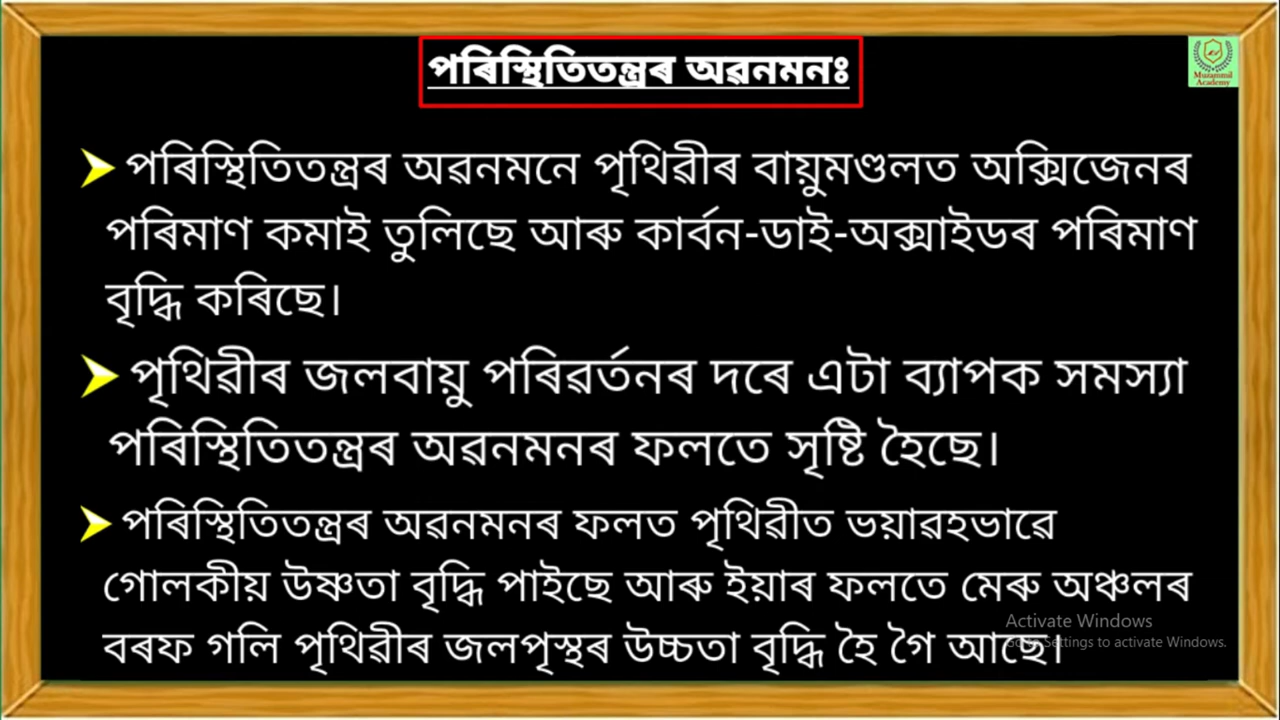 পৰিস্থিতিতন্ত্ৰৰ অৱনমনঃ
Muzammil
Academy
পৰিস্থিতিতন্ত্ৰৰ অৱনমনে পৃথিৱীৰ বায়ুমণ্ডলত অক্সিজেনৰ
পৰিমাণ কমাই তুলিছে আৰু কাৰ্বন-ডাই-অক্সাইডৰ পৰিমাণ
বৃদ্ধি কৰিছে।
পৃথিৱীৰ জলবায়ু পৰিৱৰ্তনৰ দৰে এটা ব্যাপক সমস্যা
পৰিস্থিতিতন্ত্ৰৰ অৱনমনৰ ফলতে সৃষ্টি হৈছে।
পৰিস্থিতিতন্ত্ৰৰ অৱনমনৰ ফলত পৃথিৱীত ভয়াৱহভাৱে
গোলকীয় উষ্ণতা বৃদ্ধি পাইছে আৰু ইয়াৰ ফলতে মেৰু অঞ্চলৰ
বৰফ গলি পৃথিৱীৰ জলপৃস্থৰ উচ্চতা বৃদ্ধি হৈ গৈ আছে।
Activate Windows
Go to Settings to activate Windows.